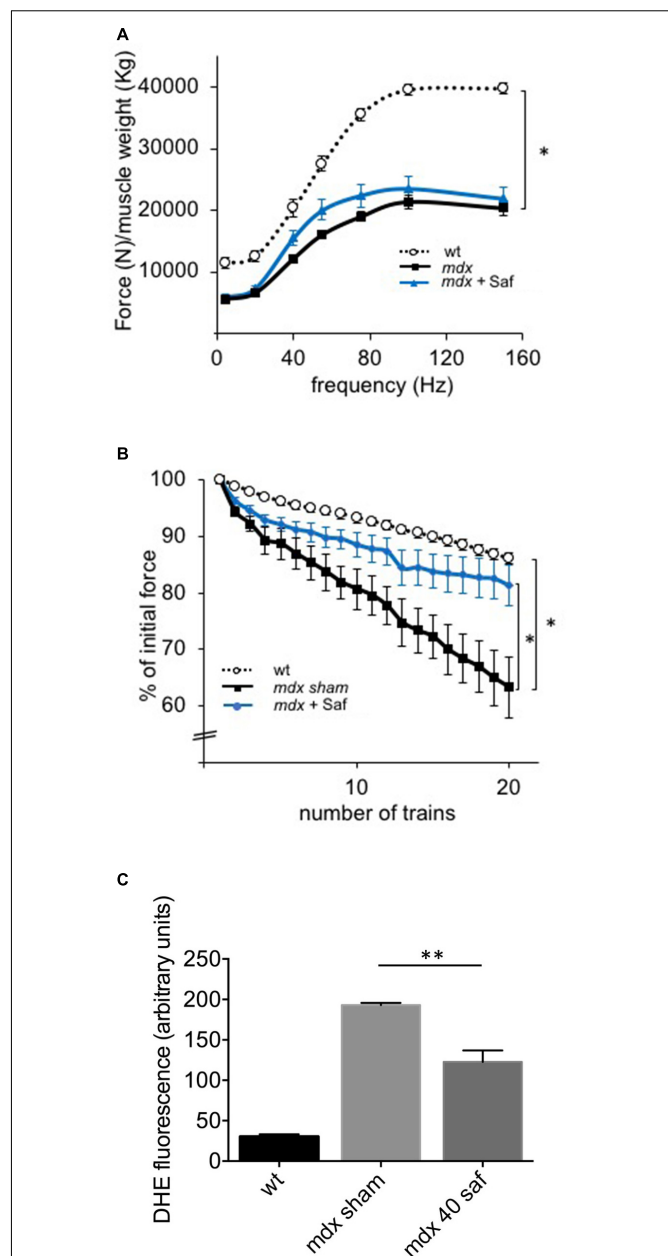 A
Force (N)/muscle weight (Kg)
40000
30000
20000
10000
*
wt
mdx
mdx + Saf
0
40
80
120
160
frequency (Hz)
B
% of initial force
100
90
80
70
60
*
*
wt
mdx sham
mdx + Saf
10
20
number of trains
C
DHE fluorescence (arbitrary units)
250
200
150
100
50
0
**
wt
mdx sham
mdx 40 saf